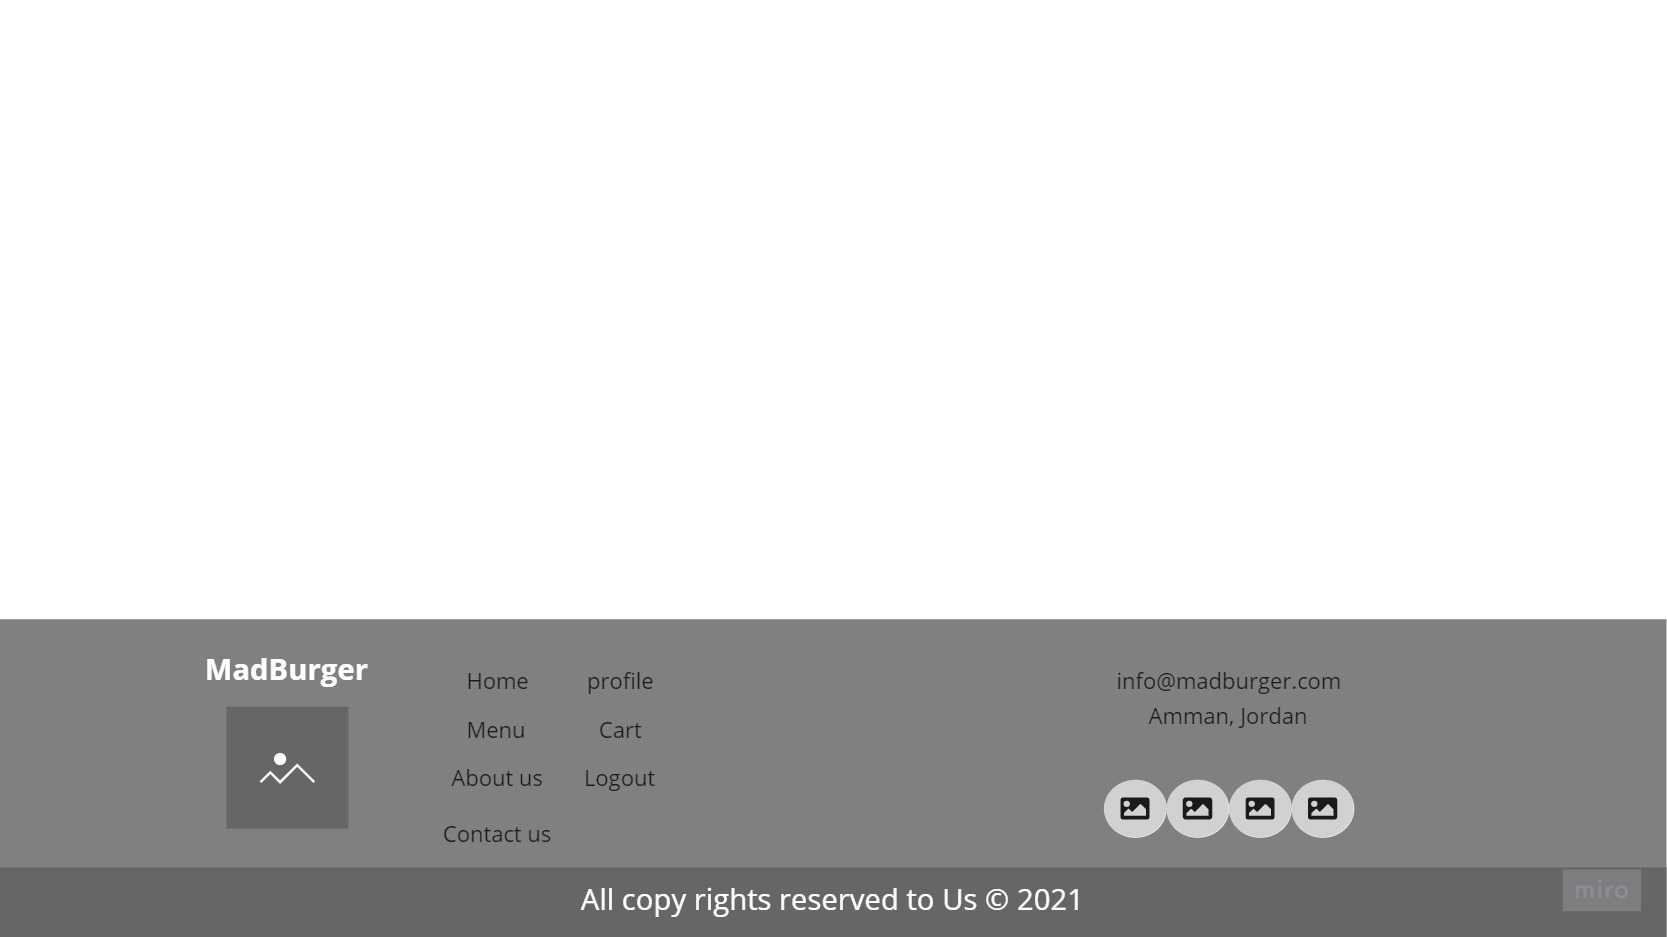 MadBurger
Home
Menu
About us
Contact us
profile
Cart
Logout
info@madburger.com
Amman, Jordan
All copy rights reserved to Us © 2021
miro